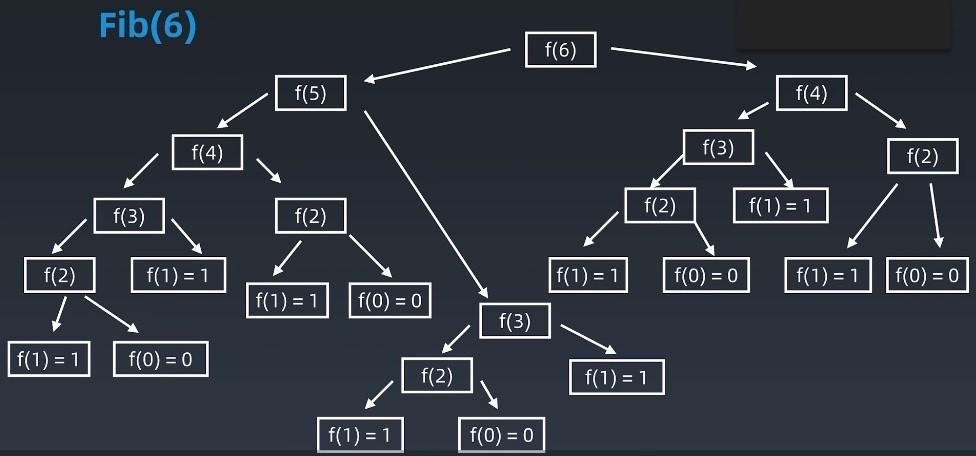 Fib(6)
f(6)
f(5)
f(4)
f(4)
f(3)
f(2)
f(3)
f(2)
f(2)
f(1) = 1
f(2)
f(1) = 1
f(1) = 1
f(0) = 0
f(1) = 1
f(0) = 0
f(1) = 1
f(0) = 0
f(3)
f(1) = 1
f(0) = 0
f(2)
f(1) = 1
f(1) = 1
f(0) = 0